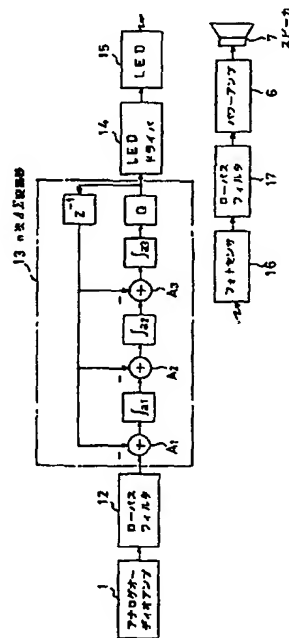 1
アナログオー
ディオアンプ
12
ローパス
フィルタ
13 n次ΔΣ変調器
Z⁻¹
A1
∫a1
A2
∫a2
A3
∫a3
Q
14
LED
ドライバ
15
LED
16
フォトセンサ
17
ローパス
フィルタ
6
パワーアンプ
7
スピーカ